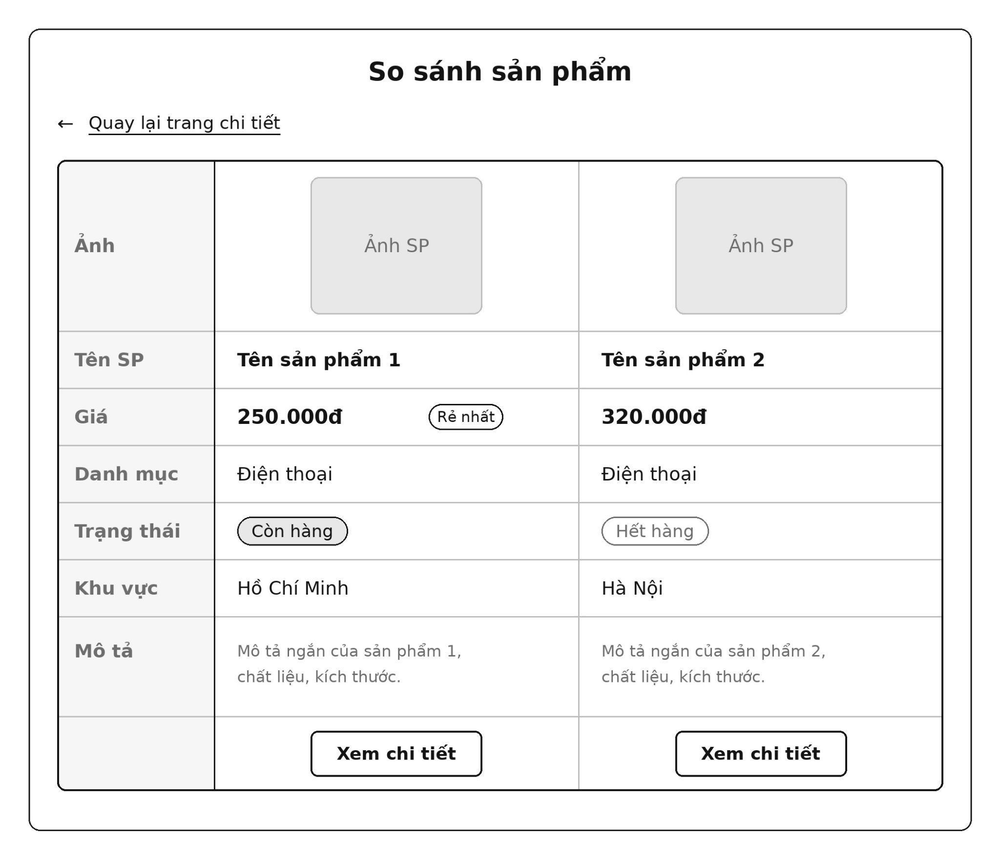 So sánh sản phẩm
← Quay lại trang chi tiết
Ảnh
Ảnh SP
Ảnh SP
Tên SP
Tên sản phẩm 1
Tên sản phẩm 2
Giá
250.000đ
Rẻ nhất
320.000đ
Danh mục
Điện thoại
Điện thoại
Trạng thái
Còn hàng
Hết hàng
Khu vực
Hồ Chí Minh
Hà Nội
Mô tả
Mô tả ngắn của sản phẩm 1,
chất liệu, kích thước.
Mô tả ngắn của sản phẩm 2,
chất liệu, kích thước.
Xem chi tiết
Xem chi tiết